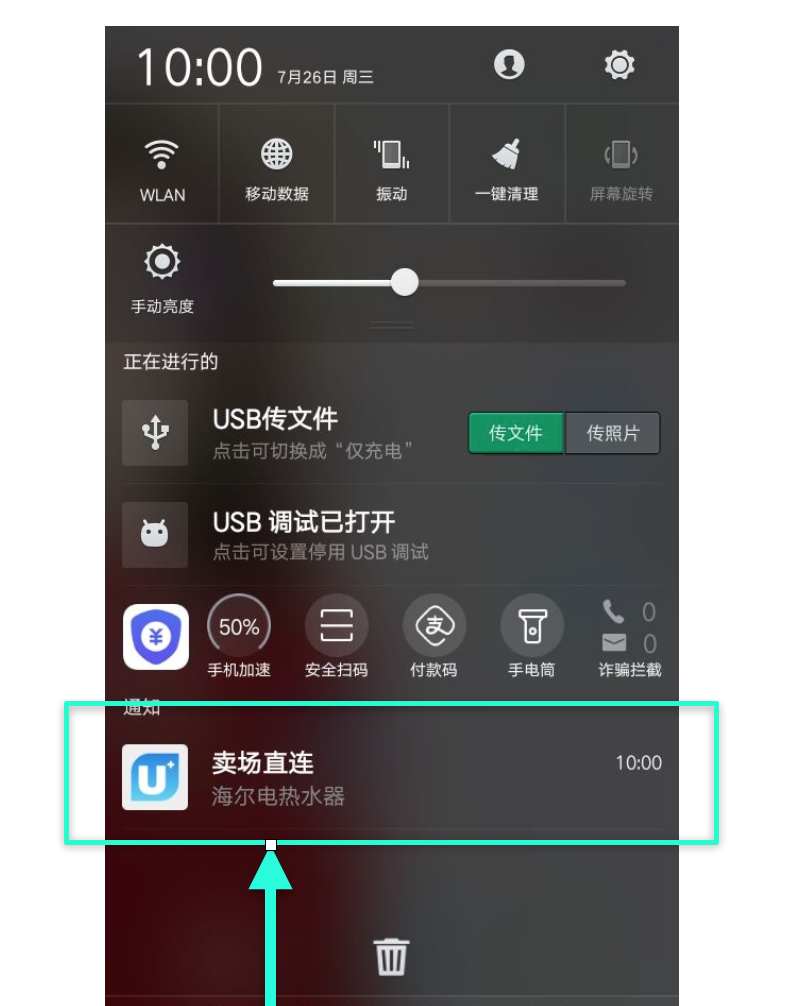 10:00 7月26日 周三
WLAN 移动数据 振动 一键清理 屏幕旋转
手动亮度
正在进行的
USB传文件
点击可切换成“仅充电”
传文件 传照片
USB 调试已打开
点击可设置停用 USB 调试
50% 支 0
0
手机加速 安全扫码 付款码 手电筒 诈骗拦截
通知
卖场直连 10:00
海尔电热水器
U+